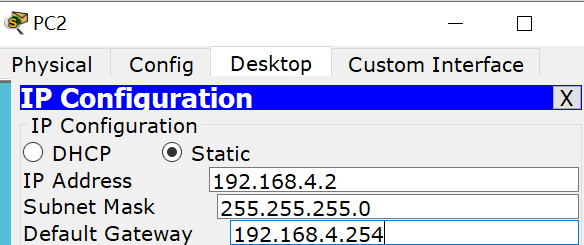 PC2
Physical Config Desktop Custom Interface
IP Configuration X
IP Configuration
DHCP Static
IP Address 192.168.4.2
Subnet Mask 255.255.255.0
Default Gateway 192.168.4.254